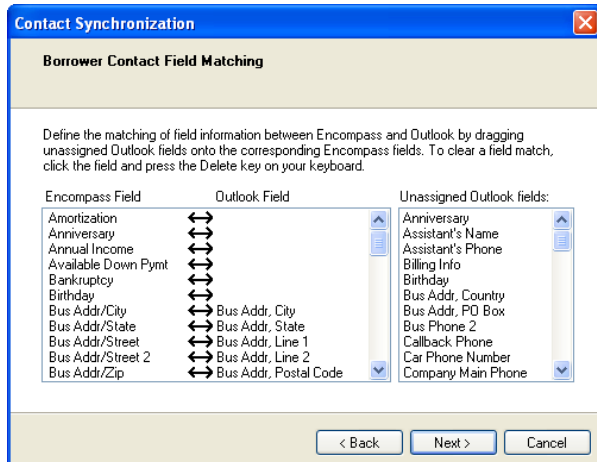 Contact Synchronization
Borrower Contact Field Matching
Define the matching of field information between Encompass and Outlook by dragging
unassigned Outlook fields onto the corresponding Encompass fields. To clear a field match,
click the field and press the Delete key on your keyboard.
Encompass Field Outlook Field Unassigned Outlook fields:
Amortization Anniversary
Anniversary Assistant's Name
Annual Income Assistant's Phone
Available Down Pymt Billing Info
Bankruptcy Birthday
Birthday Bus Addr, Country
Bus Addr/City Bus Addr, City Bus Addr, PO Box
Bus Addr/State Bus Addr, State Bus Phone 2
Bus Addr/Street Bus Addr, Line 1 Callback Phone
Bus Addr/Street 2 Bus Addr, Line 2 Car Phone Number
Bus Addr/Zip Bus Addr, Postal Code Company Main Phone
< Back Next > Cancel